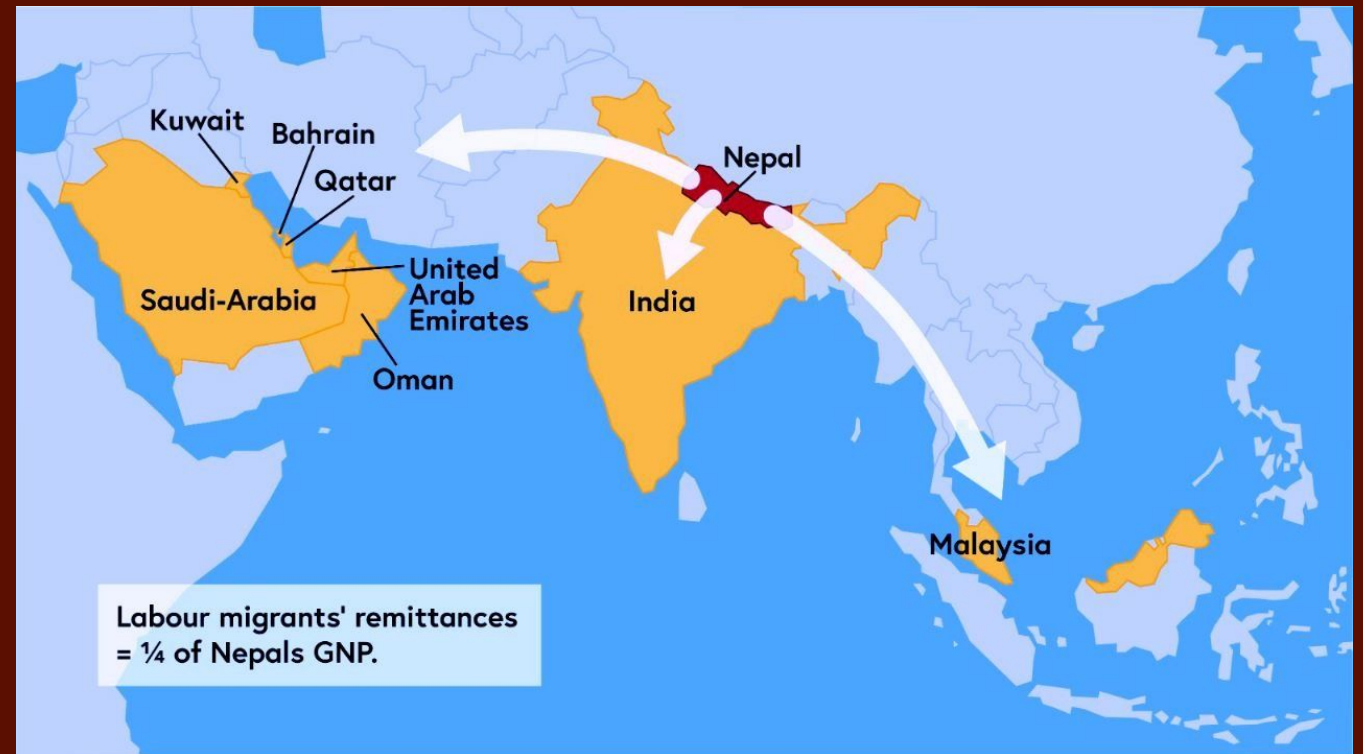 Kuwait
Bahrain
Qatar
Nepal
United
Arab
Emirates
Saudi-Arabia
India
Oman
Malaysia
Labour migrants' remittances
= ¼ of Nepals GNP.